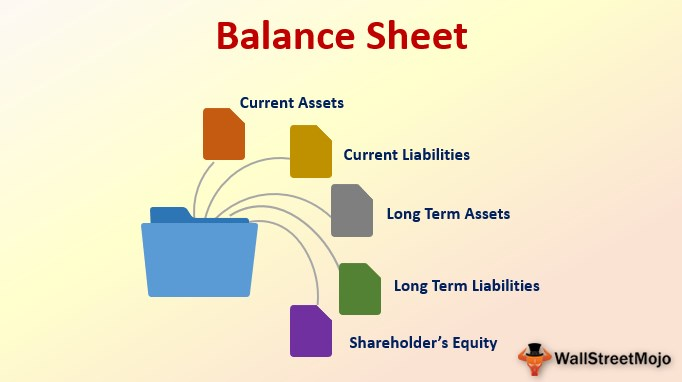 Balance Sheet
Current Assets
Current Liabilities
Long Term Assets
Long Term Liabilities
Shareholder’s Equity
WallStreetMojo